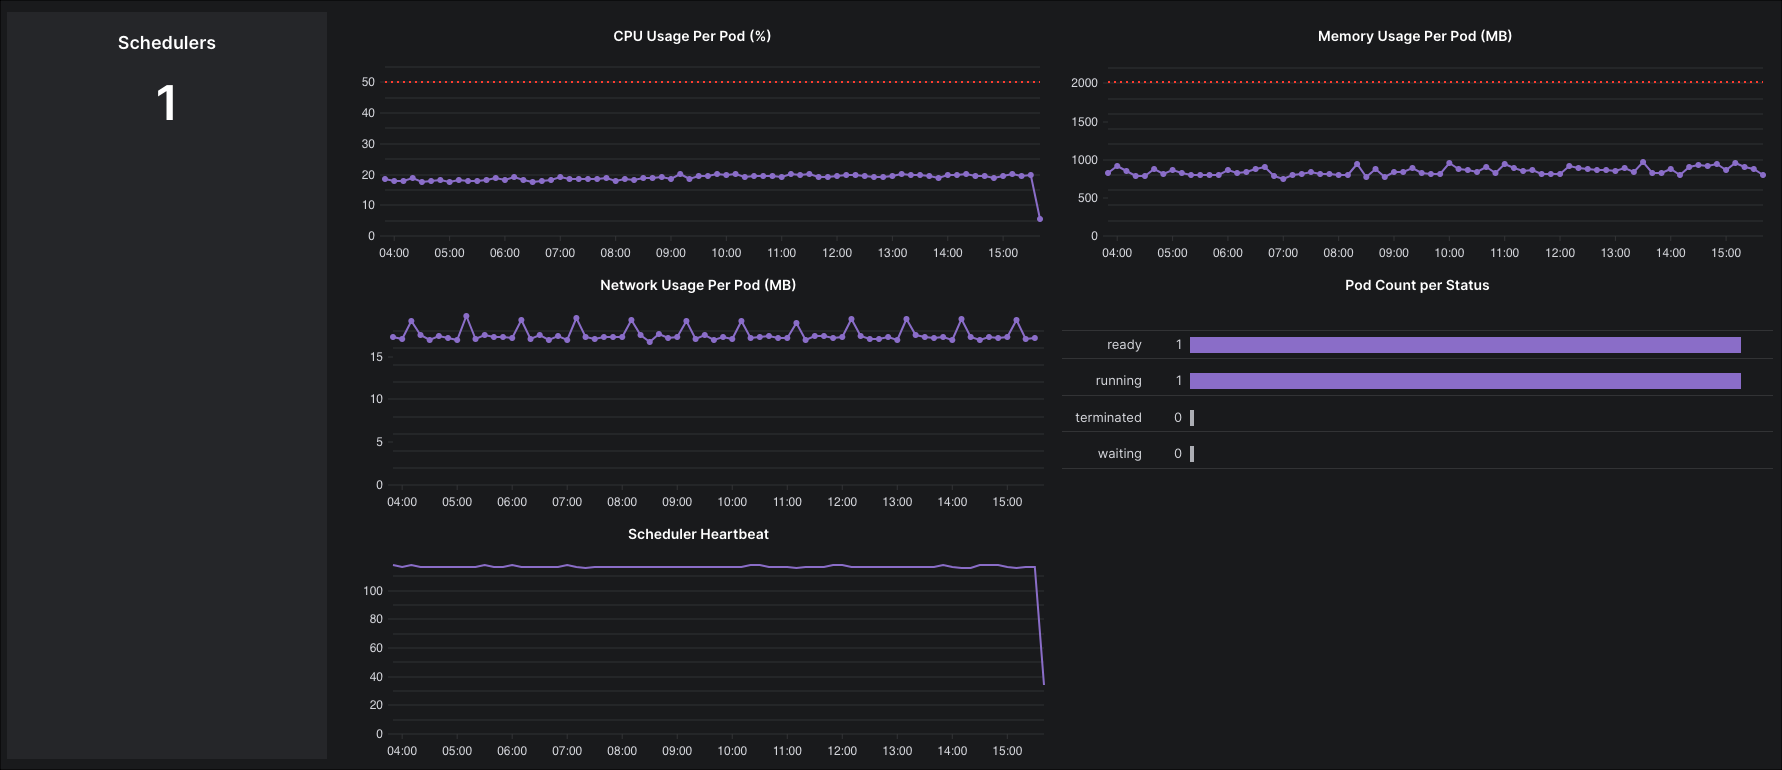 Schedulers
1
CPU Usage Per Pod (%)
50
40
30
20
10
0
04:00 05:00 06:00 07:00 08:00 09:00 10:00 11:00 12:00 13:00 14:00 15:00
Memory Usage Per Pod (MB)
2000
1500
1000
500
0
04:00 05:00 06:00 07:00 08:00 09:00 10:00 11:00 12:00 13:00 14:00 15:00
Network Usage Per Pod (MB)
15
10
5
0
04:00 05:00 06:00 07:00 08:00 09:00 10:00 11:00 12:00 13:00 14:00 15:00
Pod Count per Status
ready 1
running 1
terminated 0
waiting 0
Scheduler Heartbeat
100
80
60
40
20
0
04:00 05:00 06:00 07:00 08:00 09:00 10:00 11:00 12:00 13:00 14:00 15:00